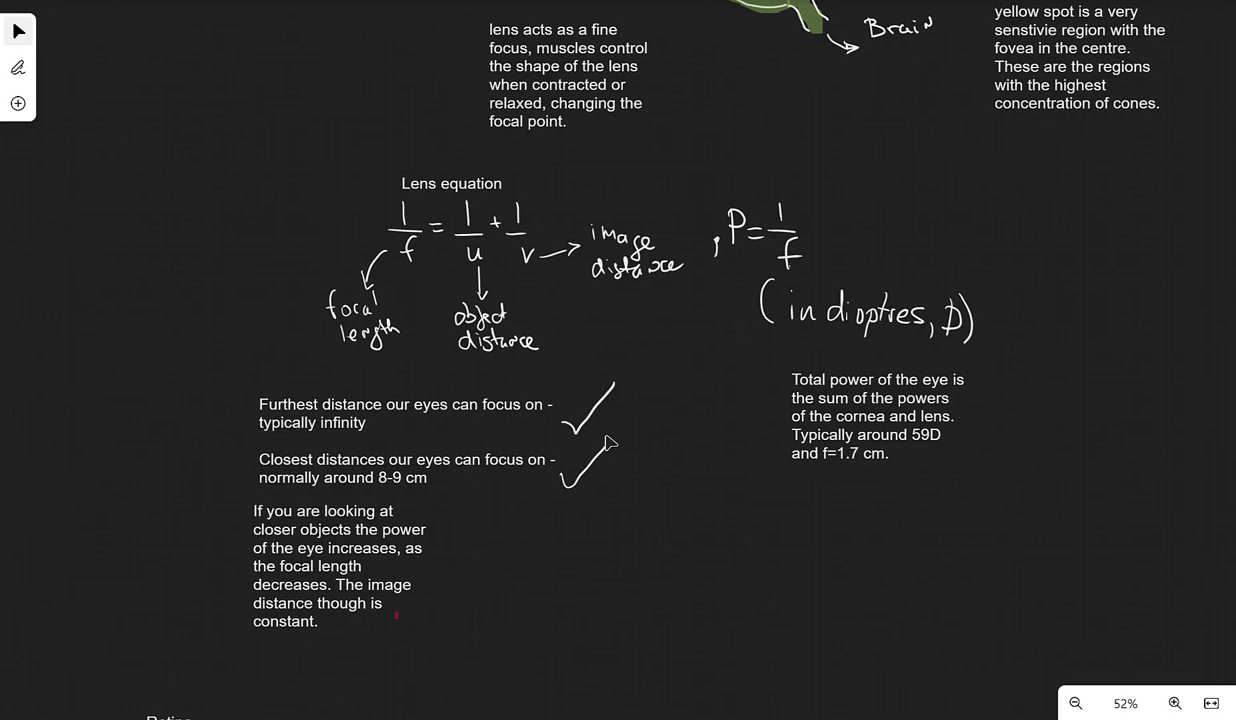 lens acts as a fine
focus, muscles control
the shape of the lens
when contracted or
relaxed, changing the
focal point.
Brain
yellow spot is a very
senstivie region with the
fovea in the centre.
These are the regions
with the highest
concentration of cones.
Lens equation
1/f = 1/u + 1/v
image
distance
, P = 1/f
(in dioptres, D)
focal
length
object
distance
Furthest distance our eyes can focus on -
typically infinity
Closest distances our eyes can focus on -
normally around 8-9 cm
If you are looking at
closer objects the power
of the eye increases, as
the focal length
decreases. The image
distance though is
constant.
Total power of the eye is
the sum of the powers
of the cornea and lens.
Typically around 59D
and f=1.7 cm.
52%